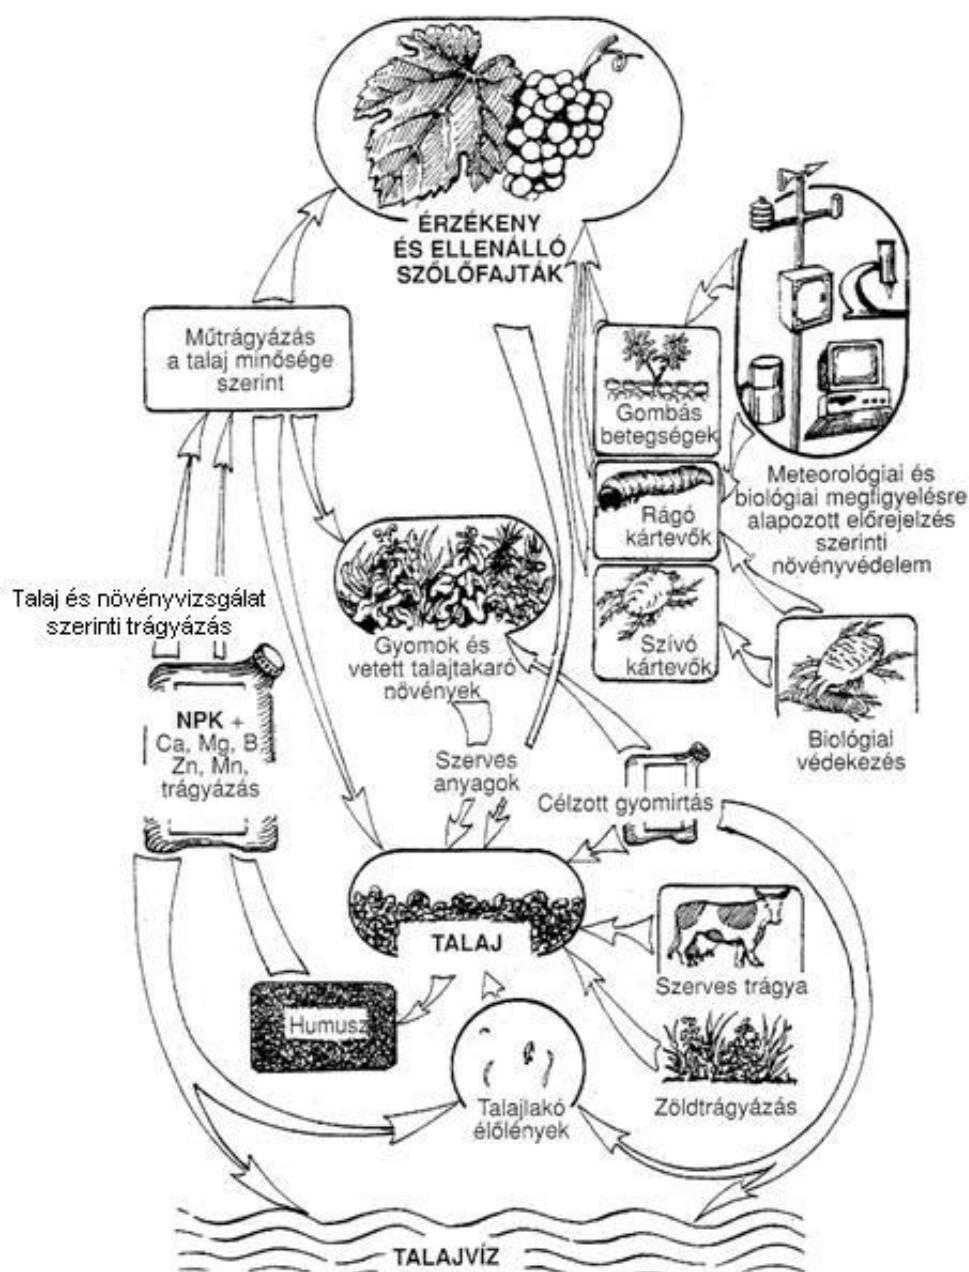 ÉRZÉKENY
ÉS ELLENÁLLÓ
SZŐLŐFAJTÁK
Műtrágyázás
a talaj minősége
szerint
Gombás
betegségek
Rágó
kártevők
Szívó
kártevők
Meteorológiai és
biológiai megfigyelésre
alapozott előrejelzés
szerinti
növényvédelem
Talaj és növényvizsgálat
szerinti trágyázás
Gyomok és
vetett talajtakaró
növények
Biológiai
védekezés
NPK +
Ca, Mg, B
Zn, Mn,
trágyázás
Szerves
anyagok
Célzott gyomirtás
TALAJ
Szerves trágya
Humusz
Talajlakó
élőlények
Zöldtrágyázás
TALAJVÍZ